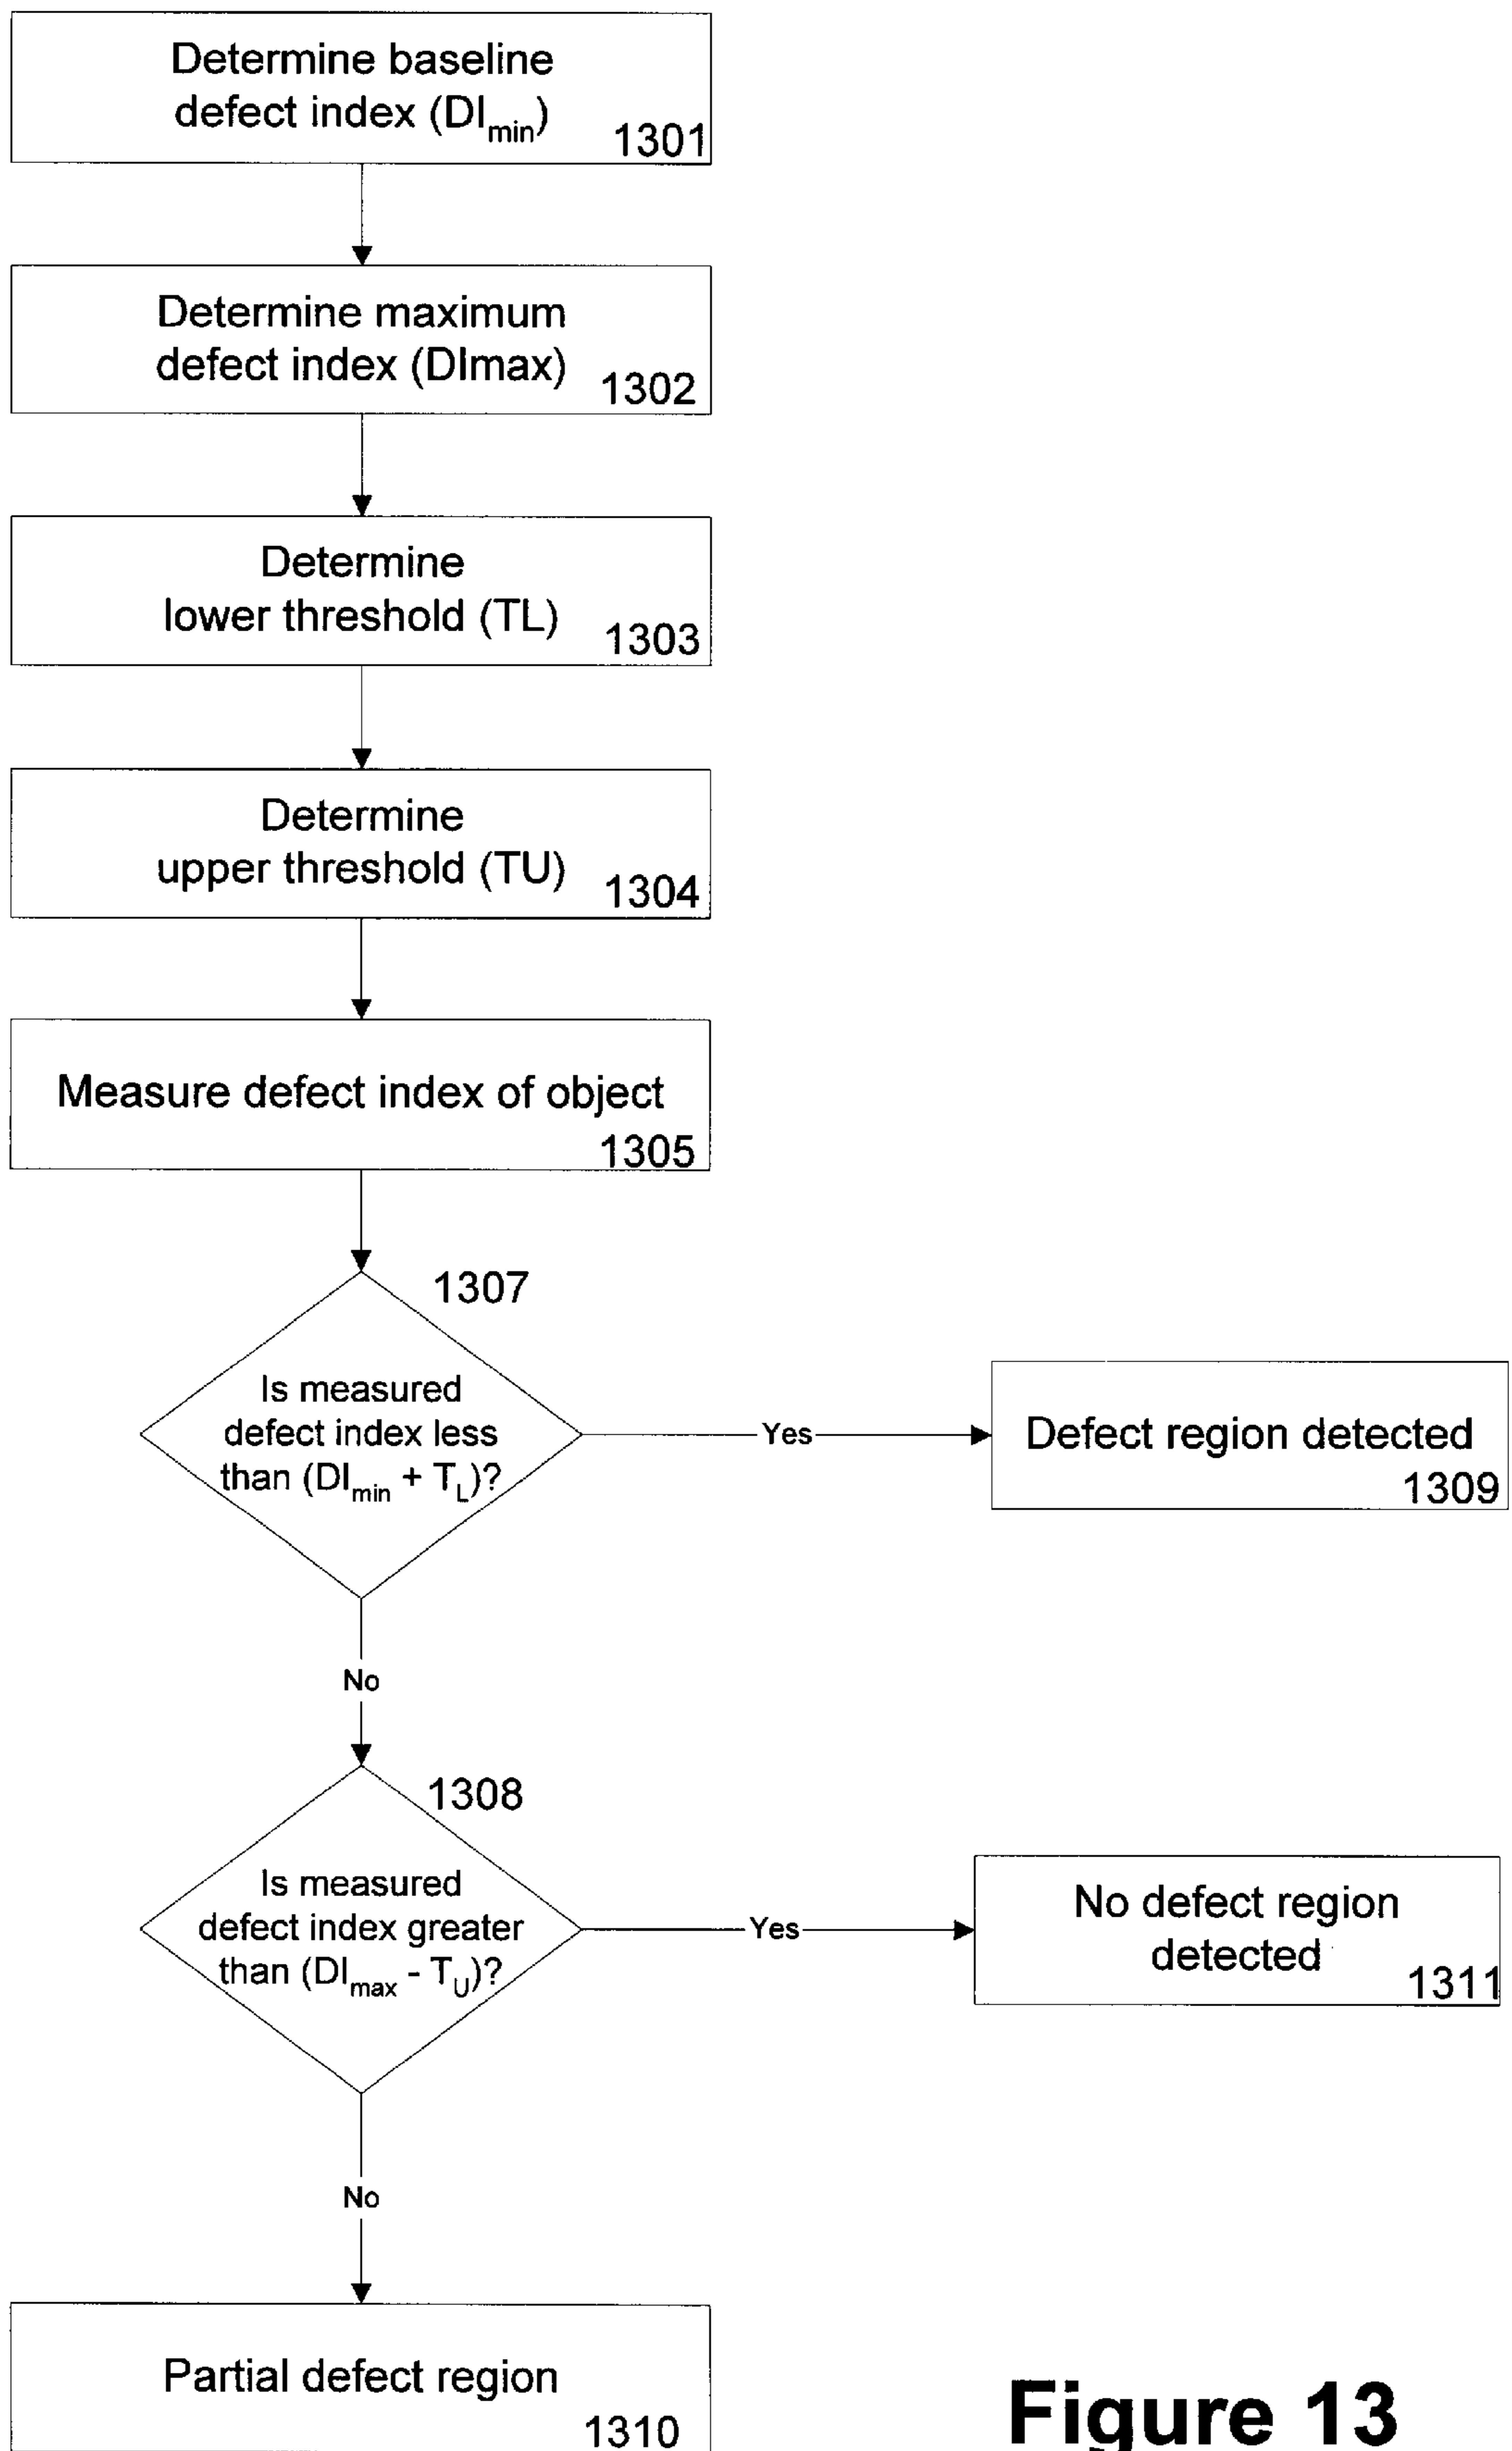 Determine baseline
defect index (DI_min)
1301
Determine maximum
defect index (DImax)
1302
Determine
lower threshold (TL)
1303
Determine
upper threshold (TU)
1304
Measure defect index of object
1305
1307
Is measured
defect index less
than (DI_min + T_L)?
Yes
Defect region detected
1309
No
1308
Is measured
defect index greater
than (DI_max - T_U)?
Yes
No defect region
detected
1311
No
Partial defect region
1310
Figure 13